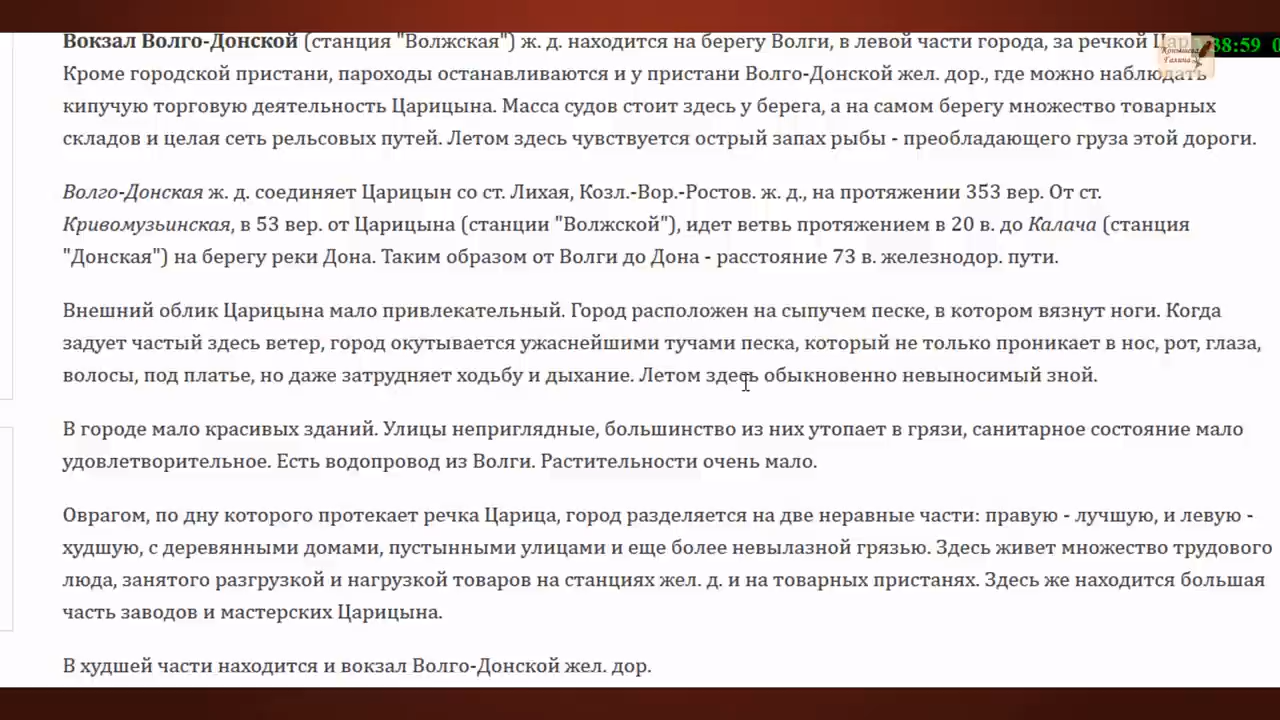 Вокзал Волго-Донской (станция "Волжская") ж. д. находится на берегу Волги, в левой части города, за речкой
38:59
Кроме городской пристани, пароходы останавливаются и у пристани Волго-Донской жел. дор., где можно наблюдать
Копылова
Галина
кипучую торговую деятельность Царицына. Масса судов стоит здесь у берега, а на самом берегу множество товарных
складов и целая сеть рельсовых путей. Летом здесь чувствуется острый запах рыбы - преобладающего груза этой дороги.
Волго-Донская ж. д. соединяет Царицын со ст. Лихая, Козл.-Вор.-Ростов. ж. д., на протяжении 353 вер. От ст.
Кривомузьинская, в 53 вер. от Царицына (станции "Волжской"), идет ветвь протяжением в 20 в. до Калача (станция
"Донская") на берегу реки Дона. Таким образом от Волги до Дона - расстояние 73 в. железнодор. пути.
Внешний облик Царицына мало привлекательный. Город расположен на сыпучем песке, в котором вязнут ноги. Когда
задует частый здесь ветер, город окутывается ужаснейшими тучами песка, который не только проникает в нос, рот, глаза,
волосы, под платье, но даже затрудняет ходьбу и дыхание. Летом здесь обыкновенно невыносимый зной.
В городе мало красивых зданий. Улицы неприглядные, большинство из них утопает в грязи, санитарное состояние мало
удовлетворительное. Есть водопровод из Волги. Растительности очень мало.
Оврагом, по дну которого протекает речка Царица, город разделяется на две неравные части: правую - лучшую, и левую -
худшую, с деревянными домами, пустынными улицами и еще более невылазной грязью. Здесь живет множество трудового
люда, занятого разгрузкой и нагрузкой товаров на станциях жел. д. и на товарных пристанях. Здесь же находится большая
часть заводов и мастерских Царицына.
В худшей части находится и вокзал Волго-Донской жел. дор.